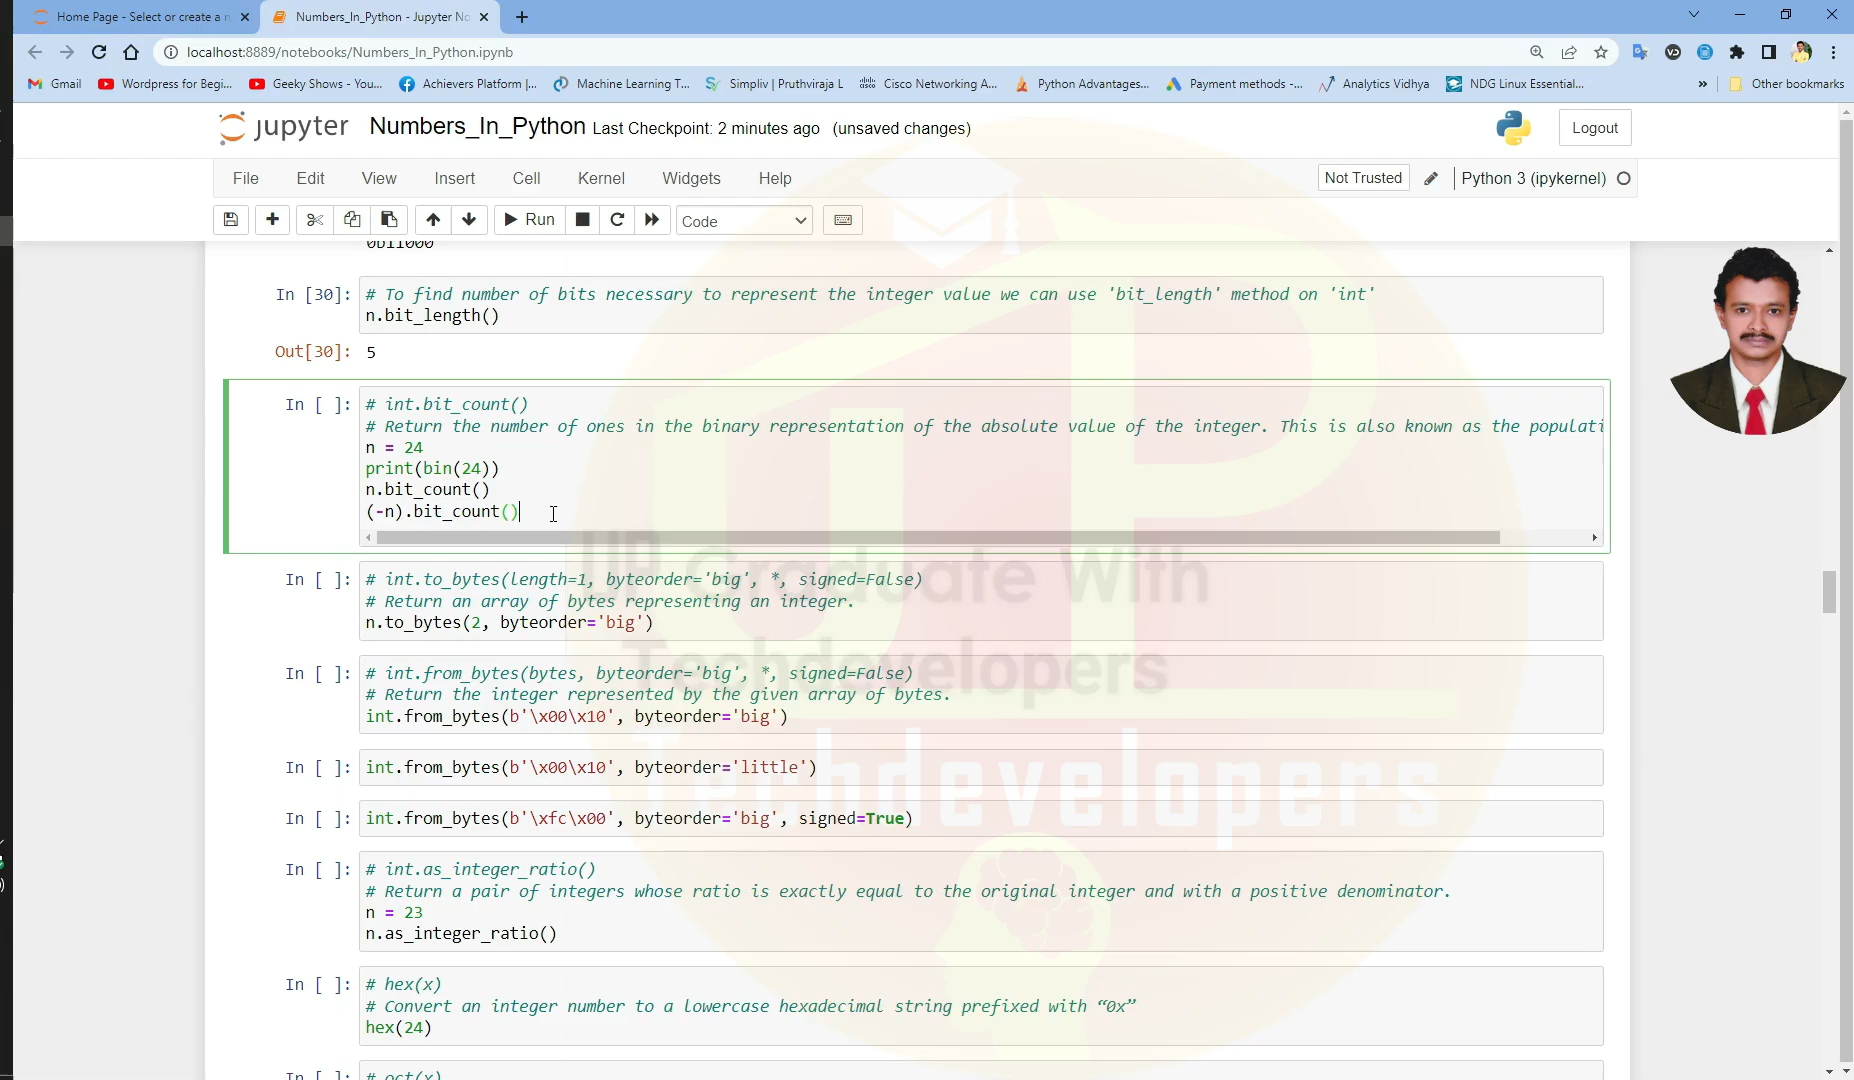 Home Page - Select or create a n
Numbers_In_Python - Jupyter No
localhost:8889/notebooks/Numbers_In_Python.ipynb
Gmail
Wordpress for Begi...
Geeky Shows - You...
Achievers Platform |...
Machine Learning T...
Simpliv | Pruthviraja L
Cisco Networking A...
Python Advantages...
Payment methods -...
Analytics Vidhya
NDG Linux Essential...
»
Other bookmarks
jupyter Numbers_In_Python Last Checkpoint: 2 minutes ago (unsaved changes)
Logout
File Edit View Insert Cell Kernel Widgets Help
Not Trusted
Python 3 (ipykernel)
Run
Code
0b11000
In [30]: # To find number of bits necessary to represent the integer value we can use 'bit_length' method on 'int'
n.bit_length()
Out[30]: 5
In [ ]: # int.bit_count()
# Return the number of ones in the binary representation of the absolute value of the integer. This is also known as the populati
n = 24
print(bin(24))
n.bit_count()
(-n).bit_count()
In [ ]: # int.to_bytes(length=1, byteorder='big', *, signed=False)
# Return an array of bytes representing an integer.
n.to_bytes(2, byteorder='big')
In [ ]: # int.from_bytes(bytes, byteorder='big', *, signed=False)
# Return the integer represented by the given array of bytes.
int.from_bytes(b'\x00\x10', byteorder='big')
In [ ]: int.from_bytes(b'\x00\x10', byteorder='little')
In [ ]: int.from_bytes(b'\xfc\x00', byteorder='big', signed=True)
In [ ]: # int.as_integer_ratio()
# Return a pair of integers whose ratio is exactly equal to the original integer and with a positive denominator.
n = 23
n.as_integer_ratio()
In [ ]: # hex(x)
# Convert an integer number to a lowercase hexadecimal string prefixed with “0x”
hex(24)
In [ ]: # oct(x)
UP Graduate With
Techdevelopers
Techdevelopers